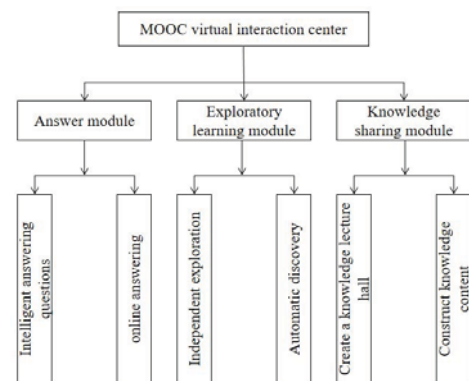 MOOC virtual interaction center
Answer module
Exploratory
learning module
Knowledge
sharing module
Intelligent answering
questions
online answering
Independent exploration
Automatic discovery
Create a knowledge lecture
hall
Construct knowledge
content